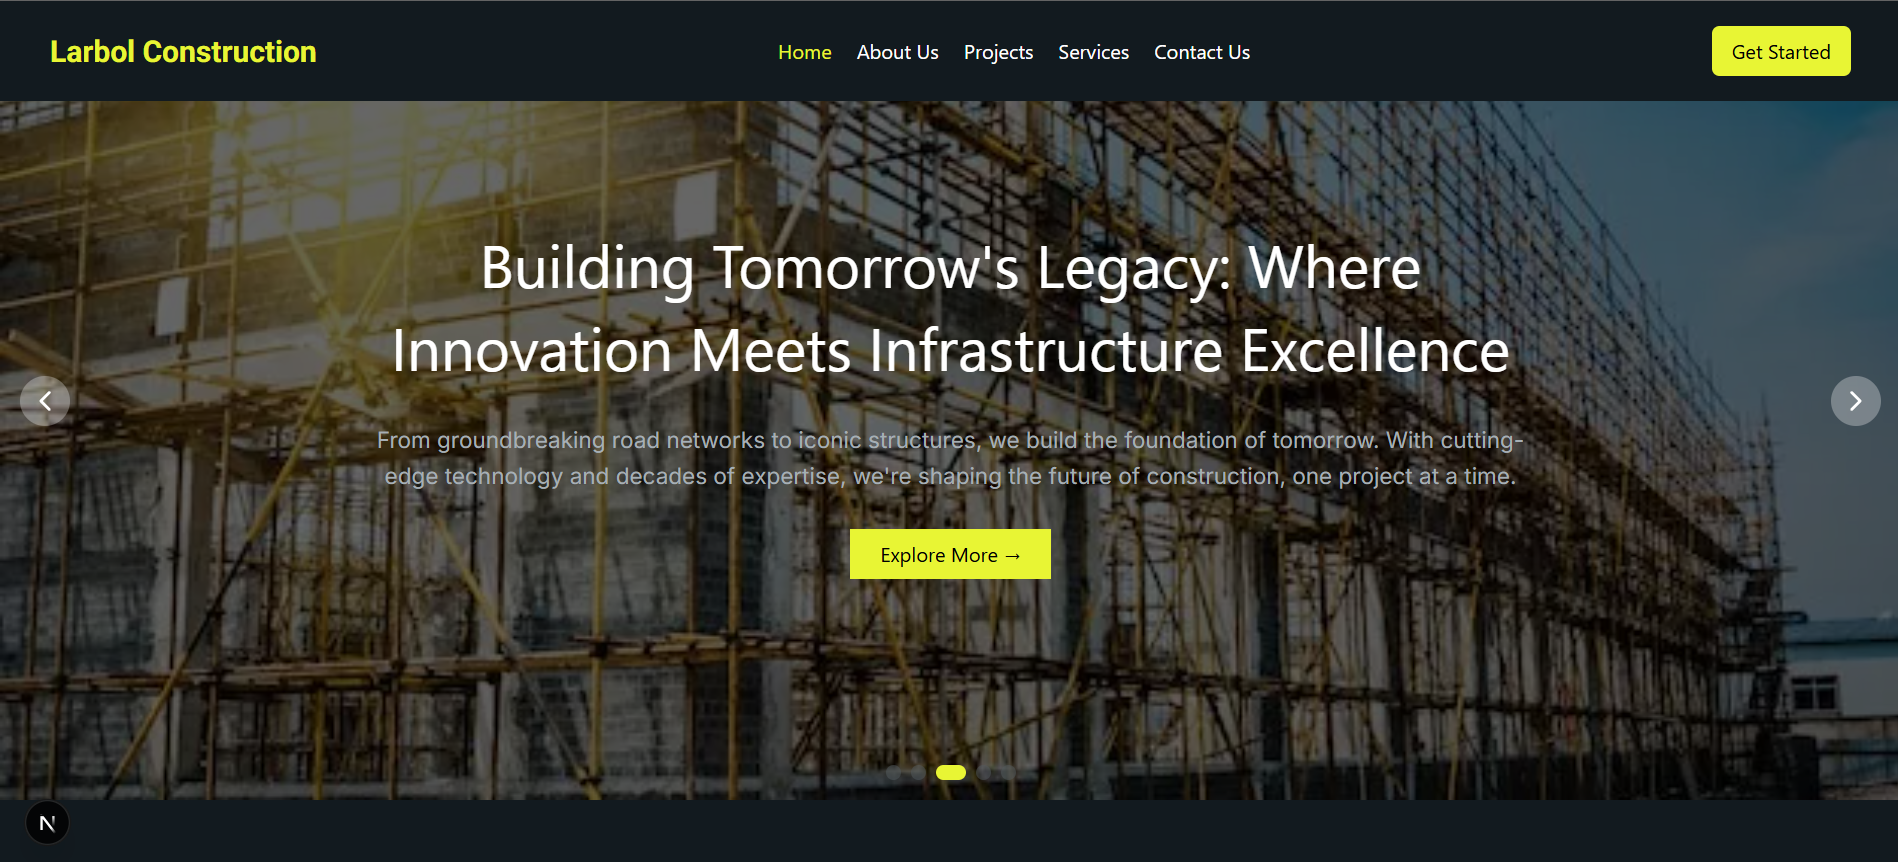 Larbol Construction
Home About Us Projects Services Contact Us
Get Started
Building Tomorrow's Legacy: Where
Innovation Meets Infrastructure Excellence
From groundbreaking road networks to iconic structures, we build the foundation of tomorrow. With cutting-
edge technology and decades of expertise, we're shaping the future of construction, one project at a time.
Explore More →
N